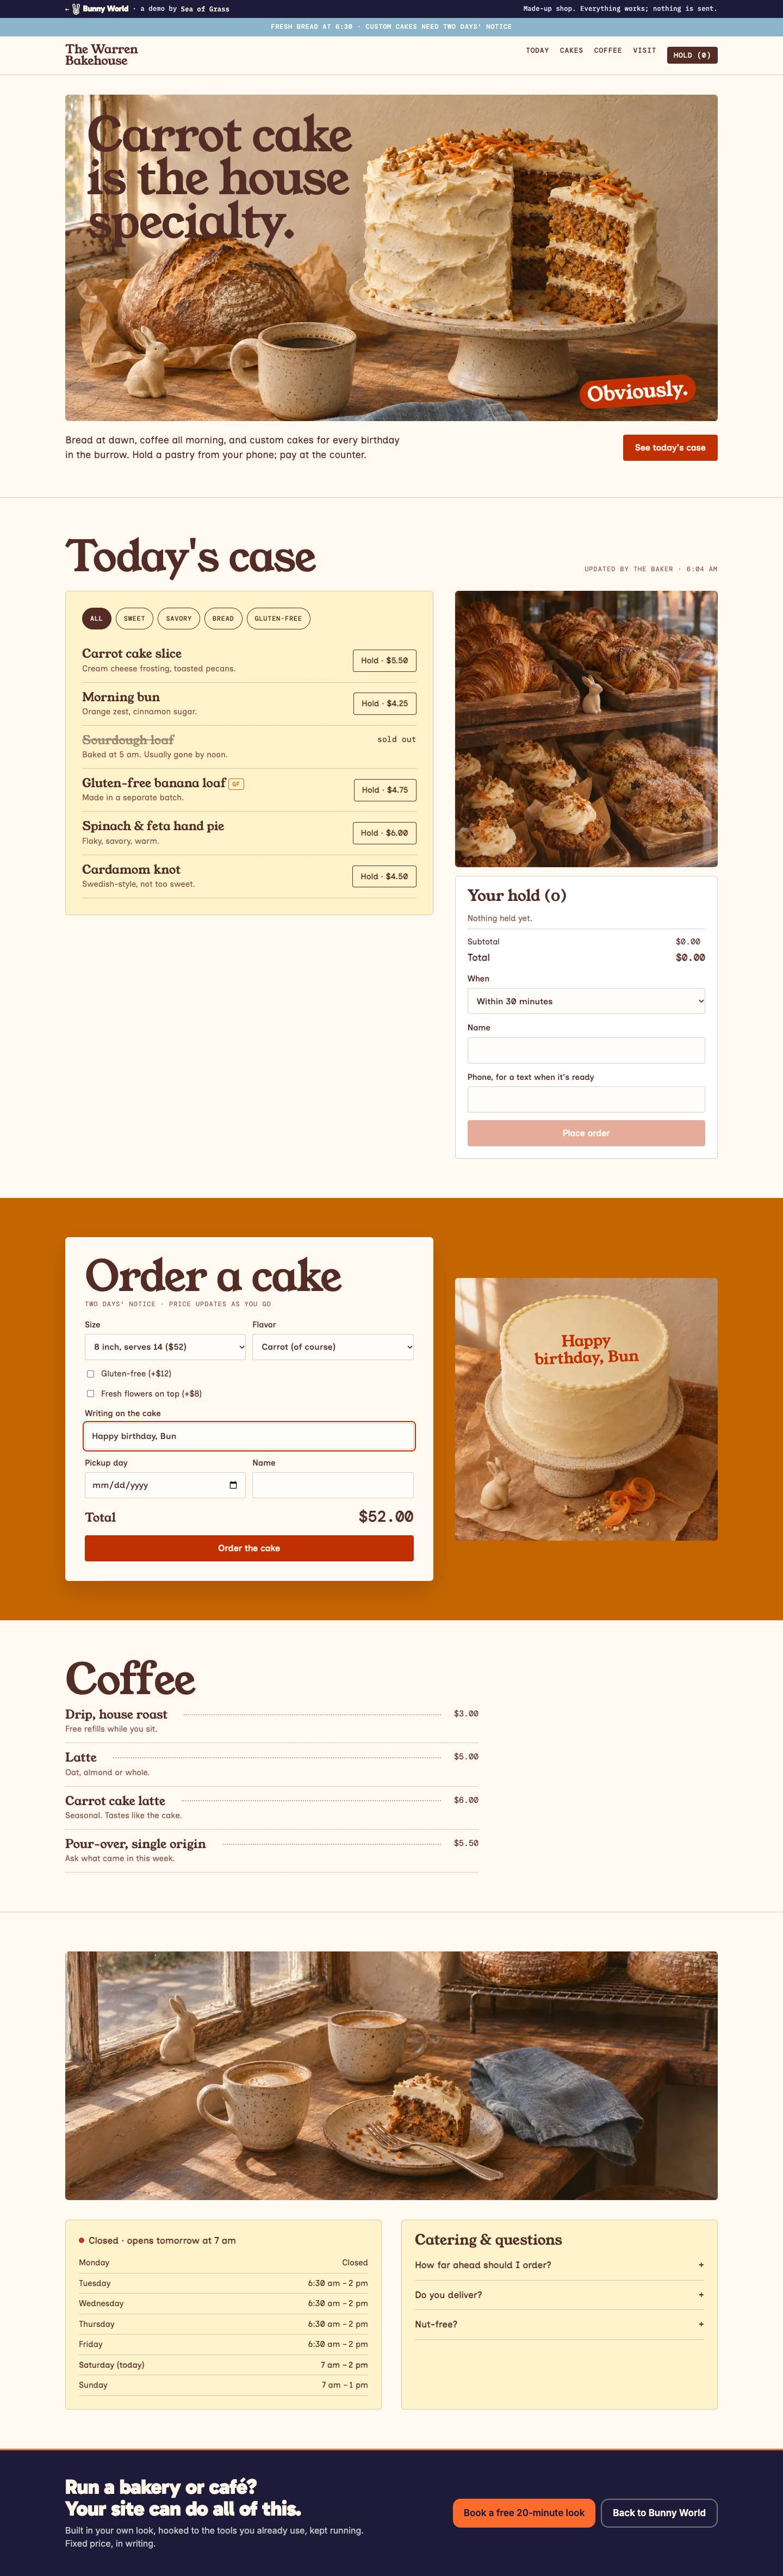 ← Bunny World · a demo by Sea of Grass
Made-up shop. Everything works; nothing is sent.
FRESH BREAD AT 6:30 · CUSTOM CAKES NEED TWO DAYS' NOTICE
The Warren
Bakehouse
TODAY CAKES COFFEE VISIT HOLD (0)
Carrot cake
is the house
specialty.
Obviously.
Bread at dawn, coffee all morning, and custom cakes for every birthday
in the burrow. Hold a pastry from your phone; pay at the counter.
See today's case
Today's case
UPDATED BY THE BAKER · 6:04 AM
ALL SWEET SAVORY BREAD GLUTEN-FREE
Carrot cake slice
Cream cheese frosting, toasted pecans.
Hold · $5.50
Morning bun
Orange zest, cinnamon sugar.
Hold · $4.25
Sourdough loaf
Baked at 5 am. Usually gone by noon.
sold out
Gluten-free banana loaf GF
Made in a separate batch.
Hold · $4.75
Spinach & feta hand pie
Flaky, savory, warm.
Hold · $6.00
Cardamom knot
Swedish-style, not too sweet.
Hold · $4.50
Your hold (0)
Nothing held yet.
Subtotal $0.00
Total $0.00
When
Within 30 minutes
Name
Phone, for a text when it's ready
Place order
Order a cake
TWO DAYS' NOTICE · PRICE UPDATES AS YOU GO
Size
8 inch, serves 14 ($52)
Flavor
Carrot (of course)
Gluten-free (+$12)
Fresh flowers on top (+$8)
Writing on the cake
Happy birthday, Bun
Pickup day
mm/dd/yyyy
Name
Total $52.00
Order the cake
Happy
birthday, Bun
Coffee
Drip, house roast $3.00
Free refills while you sit.
Latte $5.00
Oat, almond or whole.
Carrot cake latte $6.00
Seasonal. Tastes like the cake.
Pour-over, single origin $5.50
Ask what came in this week.
Closed · opens tomorrow at 7 am
Monday Closed
Tuesday 6:30 am – 2 pm
Wednesday 6:30 am – 2 pm
Thursday 6:30 am – 2 pm
Friday 6:30 am – 2 pm
Saturday (today) 7 am – 2 pm
Sunday 7 am – 1 pm
Catering & questions
How far ahead should I order? +
Do you deliver? +
Nut-free? +
Run a bakery or café?
Your site can do all of this.
Built in your own look, hooked to the tools you already use, kept running.
Fixed price, in writing.
Book a free 20-minute look
Back to Bunny World